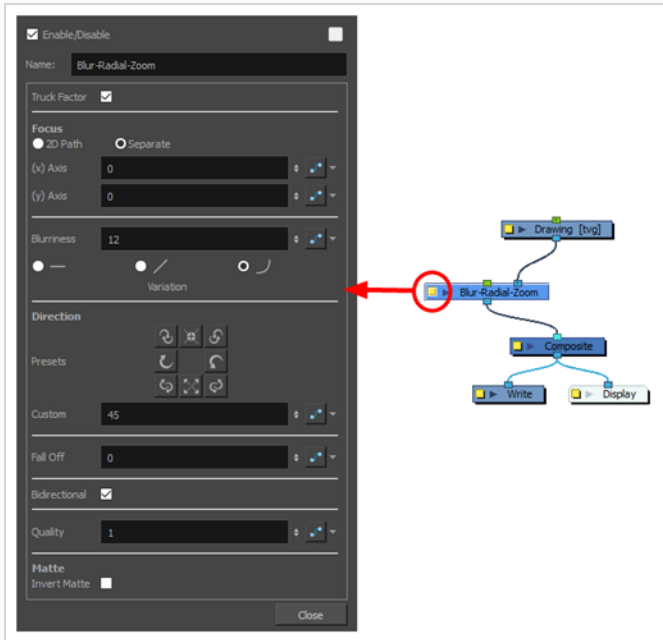 Enable/Disable
Name: Blur-Radial-Zoom
Truck Factor
Focus
2D Path Separate
(x) Axis 0
(y) Axis 0
Blurriness 12
Variation
Direction
Presets
Custom 45
Fall Off 0
Bidirectional
Quality 1
Matte
Invert Matte
Close
Drawing [tvg]
Blur-Radial-Zoom
Composite
Write Display